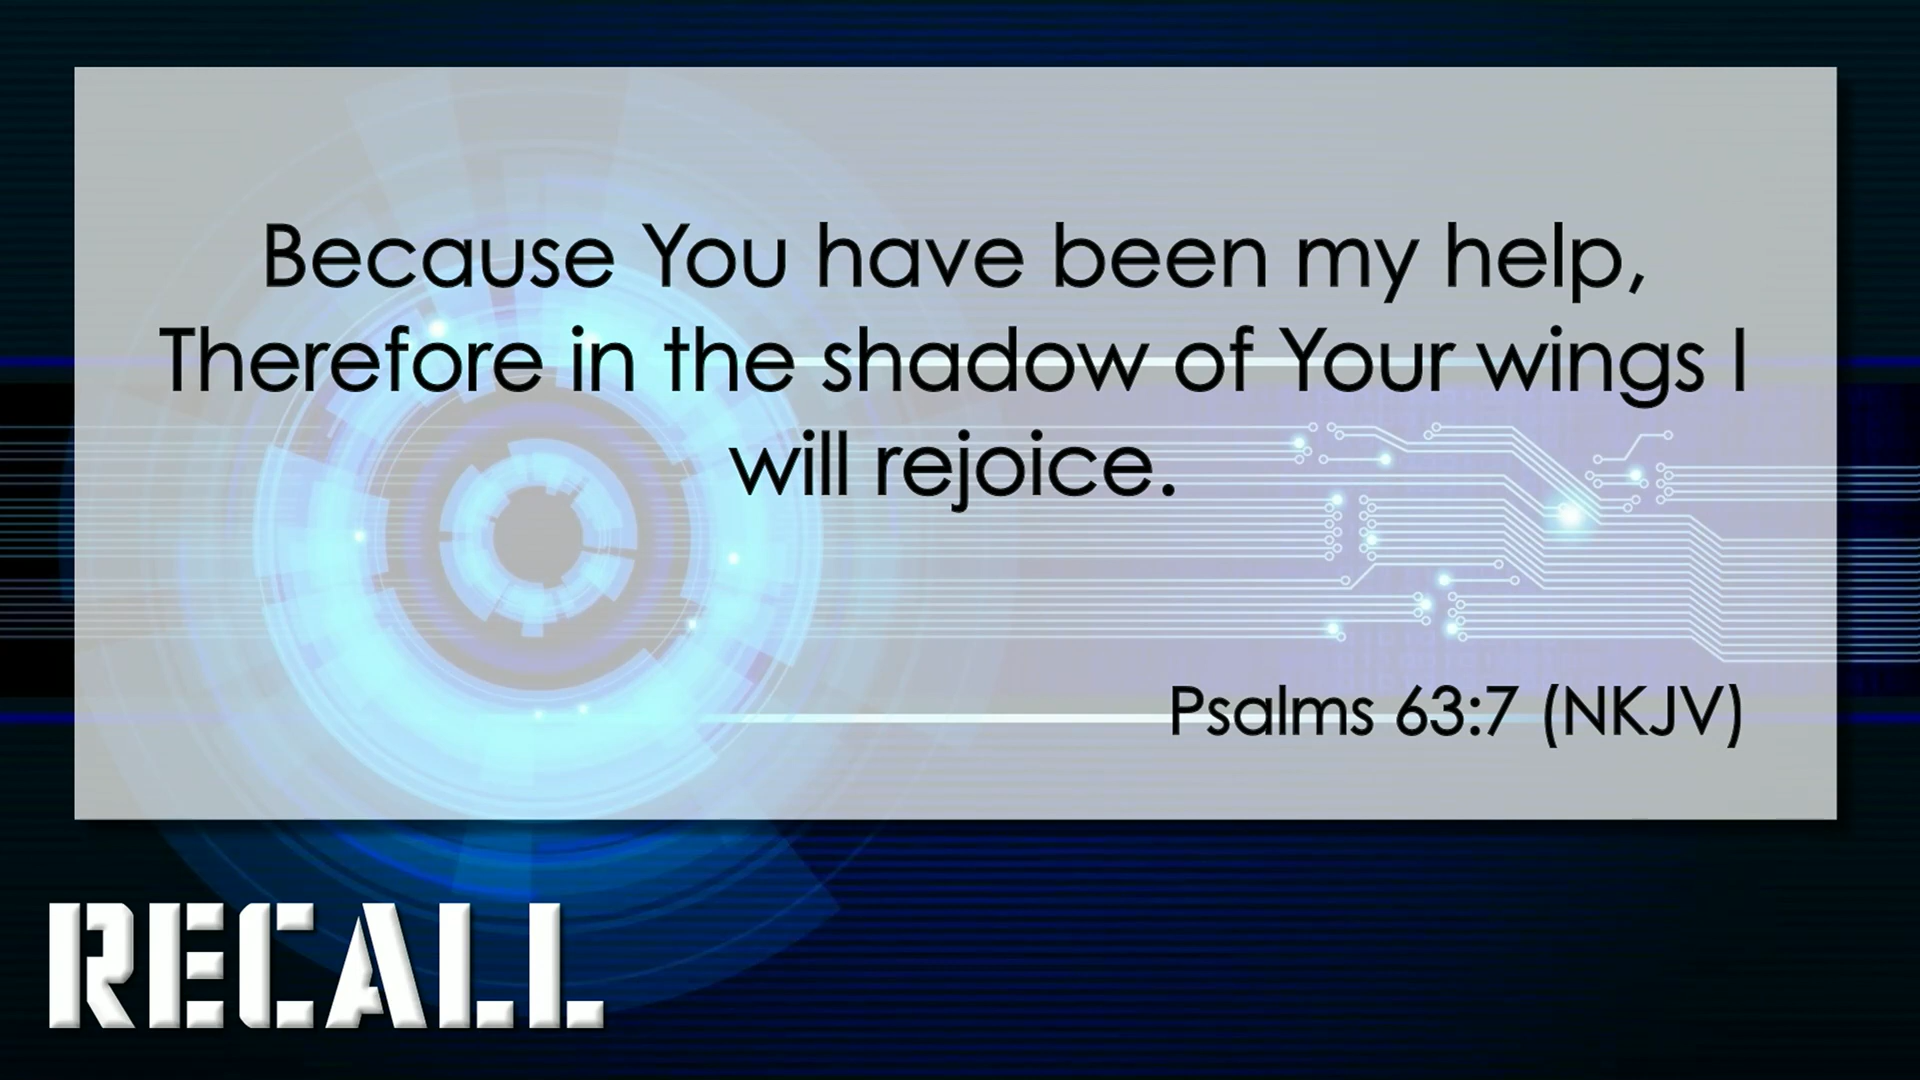 Because You have been my help,
Therefore in the shadow of Your wings I
will rejoice.
Psalms 63:7 (NKJV)
RECALL